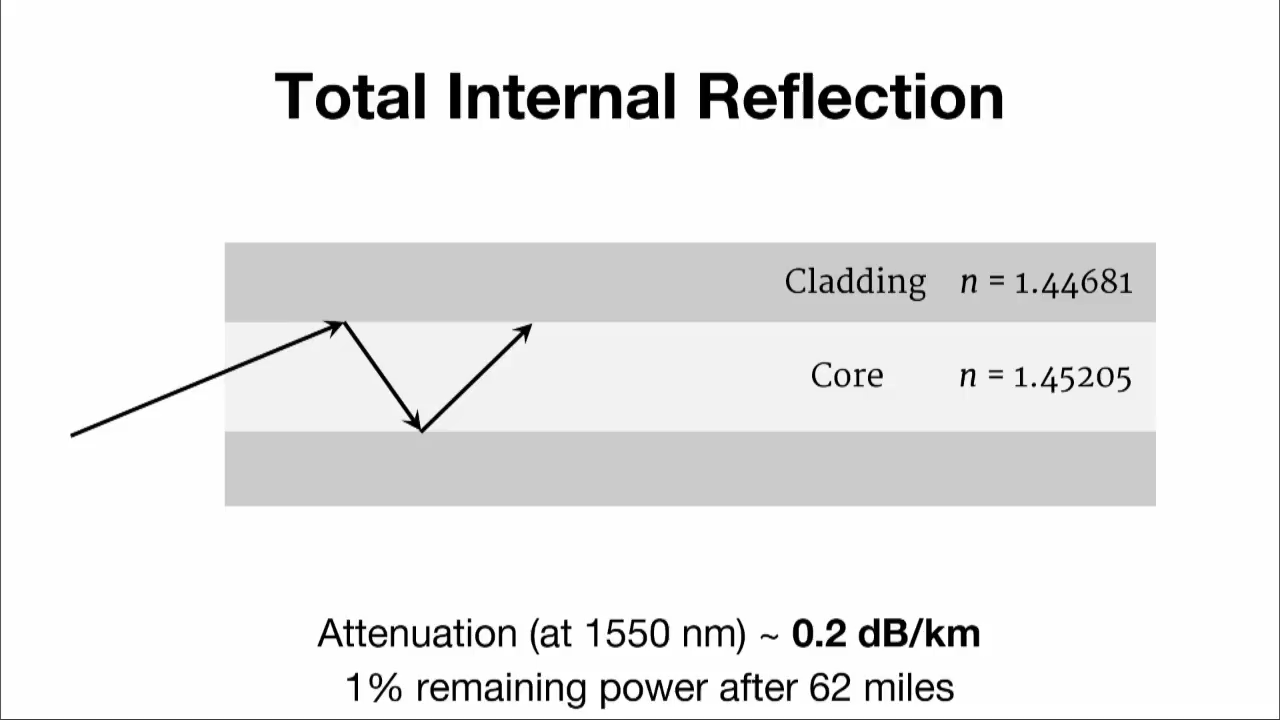 Total Internal Reflection
Cladding n = 1.44681
Core n = 1.45205
Attenuation (at 1550 nm) ~ 0.2 dB/km
1% remaining power after 62 miles